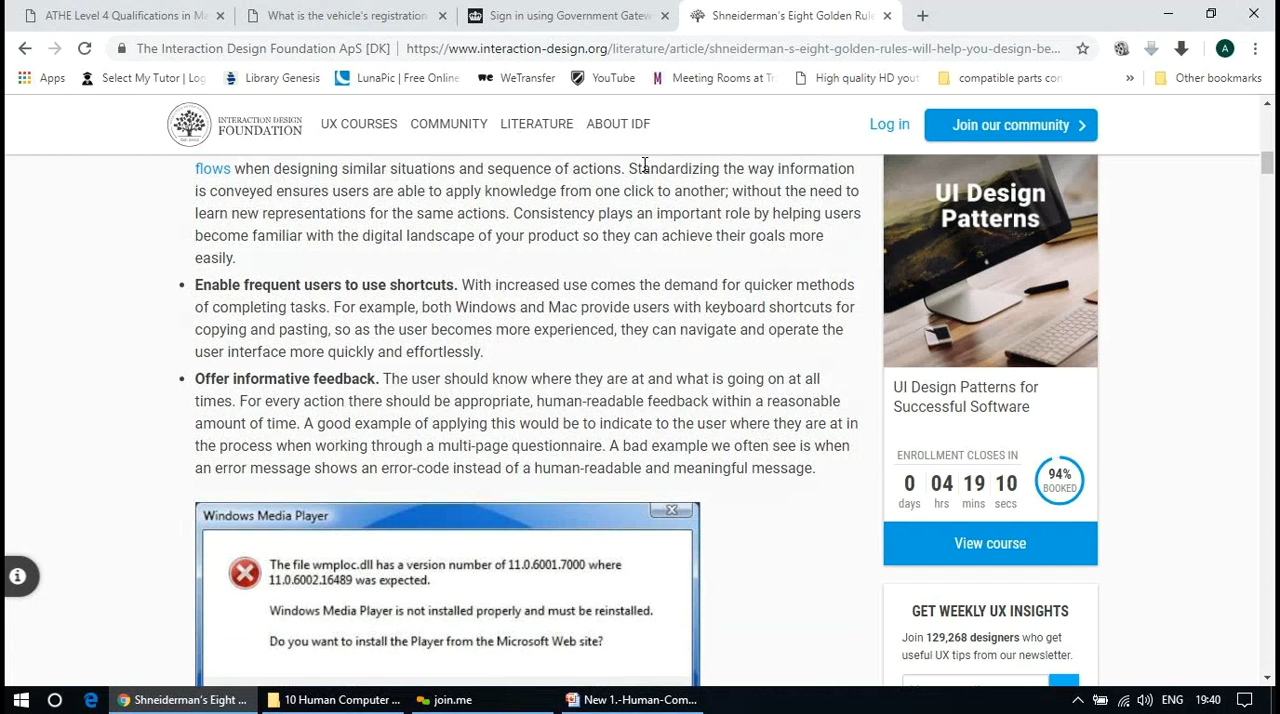 ATHE Level 4 Qualifications in Ma
What is the vehicle's registration
Sign in using Government Gatew
Shneiderman's Eight Golden Rule
The Interaction Design Foundation ApS [DK] | https://www.interaction-design.org/literature/article/shneiderman-s-eight-golden-rules-will-help-you-design-be...
A
Apps
Select My Tutor | Log
Library Genesis
LunaPic | Free Online
WeTransfer
YouTube
Meeting Rooms at Tr
High quality HD yout
compatible parts.con
»
Other bookmarks
INTERACTION DESIGN
FOUNDATION
UX COURSES
COMMUNITY
LITERATURE
ABOUT IDF
Log in
Join our community
flows when designing similar situations and sequence of actions. Standardizing the way information
is conveyed ensures users are able to apply knowledge from one click to another; without the need to
learn new representations for the same actions. Consistency plays an important role by helping users
become familiar with the digital landscape of your product so they can achieve their goals more
easily.
• Enable frequent users to use shortcuts. With increased use comes the demand for quicker methods
of completing tasks. For example, both Windows and Mac provide users with keyboard shortcuts for
copying and pasting, so as the user becomes more experienced, they can navigate and operate the
user interface more quickly and effortlessly.
• Offer informative feedback. The user should know where they are at and what is going on at all
times. For every action there should be appropriate, human-readable feedback within a reasonable
amount of time. A good example of applying this would be to indicate to the user where they are at in
the process when working through a multi-page questionnaire. A bad example we often see is when
an error message shows an error-code instead of a human-readable and meaningful message.
Windows Media Player
The file wmploc.dll has a version number of 11.0.6001.7000 where
11.0.6002.16489 was expected.
Windows Media Player is not installed properly and must be reinstalled.
Do you want to install the Player from the Microsoft Web site?
UI Design
Patterns
UI Design Patterns for
Successful Software
ENROLLMENT CLOSES IN
0 04 19 10
days hrs mins secs
94%
BOOKED
View course
GET WEEKLY UX INSIGHTS
Join 129,268 designers who get
useful UX tips from our newsletter.
Shneiderman's Eight ...
10 Human Computer ...
join.me
New 1.-Human-Com...
ENG
19:40